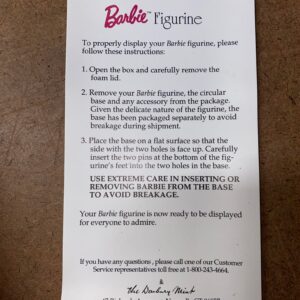 Barbie™ Figurine
To properly display your Barbie figurine, please
follow these instructions:
1. Open the box and carefully remove the
foam lid.
2. Remove your Barbie figurine, the circular
base and any accessory from the package.
Given the delicate nature of the figurine, the
base has been packaged separately to avoid
breakage during shipment.
3. Place the base on a flat surface so that the
side with the two holes is face up. Carefully
insert the two pins at the bottom of the fig-
urine's feet into the two holes in the base.
USE EXTREME CARE IN INSERTING OR
REMOVING BARBIE FROM THE BASE
TO AVOID BREAKAGE.
Your Barbie figurine is now ready to be displayed
for everyone to admire.
If you have any questions, please call one of our Customer
Service representatives toll free at 1-800-243-4664.
&
The Danbury Mint